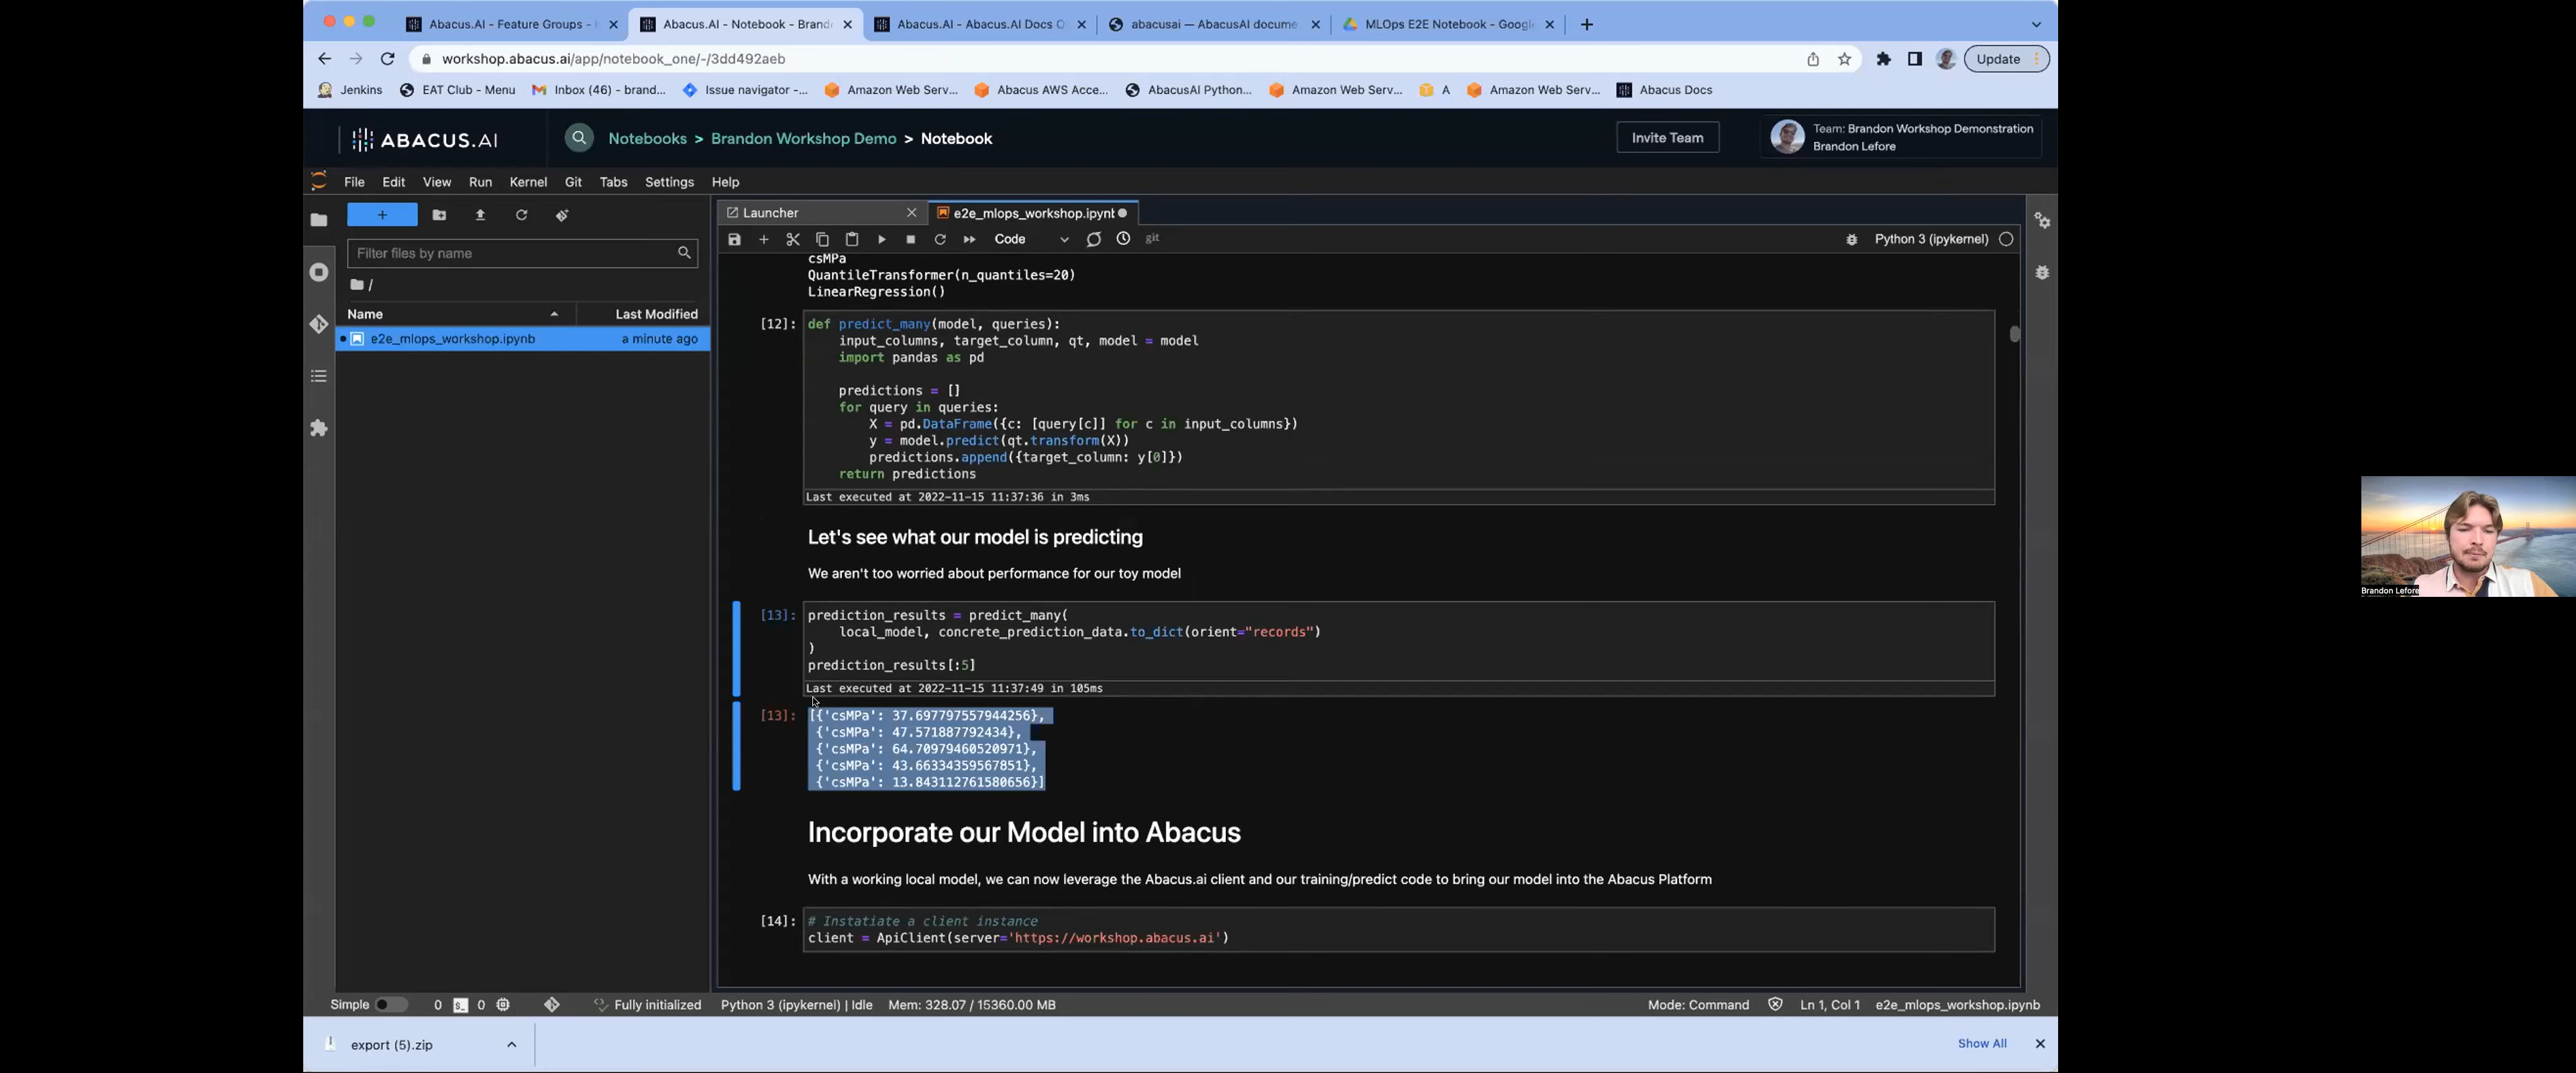 Abacus.AI - Feature Groups -
Abacus.AI - Notebook - Brand
Abacus.AI - Abacus.AI Docs O
abacusai — AbacusAI docume
MLOps E2E Notebook - Google
workshop.abacus.ai/app/notebook_one/-/3dd492aeb
Update
Jenkins
EAT Club - Menu
Inbox (46) - brand...
Issue navigator -...
Amazon Web Serv...
Abacus AWS Acce...
AbacusAI Python...
Amazon Web Serv...
A
Amazon Web Serv...
Abacus Docs
ABACUS.AI
Notebooks > Brandon Workshop Demo > Notebook
Invite Team
Team: Brandon Workshop Demonstration
Brandon Lefore
File Edit View Run Kernel Git Tabs Settings Help
Launcher
e2e_mlops_workshop.ipynb
Filter files by name
Code
git
Python 3 (ipykernel)
/
Name
Last Modified
e2e_mlops_workshop.ipynb
a minute ago
csMPa
QuantileTransformer(n_quantiles=20)
LinearRegression()
[12]:
def predict_many(model, queries):
input_columns, target_column, qt, model = model
import pandas as pd
predictions = []
for query in queries:
X = pd.DataFrame({c: [query[c]] for c in input_columns})
y = model.predict(qt.transform(X))
predictions.append({target_column: y[0]})
return predictions
Last executed at 2022-11-15 11:37:36 in 3ms
Let's see what our model is predicting
We aren't too worried about performance for our toy model
[13]:
prediction_results = predict_many(
local_model, concrete_prediction_data.to_dict(orient="records")
)
prediction_results[:5]
Last executed at 2022-11-15 11:37:49 in 105ms
[13]:
[{'csMPa': 37.697797557944256},
{'csMPa': 47.571887792434},
{'csMPa': 64.70979460520971},
{'csMPa': 43.66334359567851},
{'csMPa': 13.843112761580656}]
Incorporate our Model into Abacus
With a working local model, we can now leverage the Abacus.ai client and our training/predict code to bring our model into the Abacus Platform
[14]:
# Instatiate a client instance
client = ApiClient(server='https://workshop.abacus.ai')
Simple
0
0
Fully initialized
Python 3 (ipykernel) | Idle
Mem: 328.07 / 15360.00 MB
Mode: Command
Ln 1, Col 1
e2e_mlops_workshop.ipynb
export (5).zip
Show All
Brandon Lefore